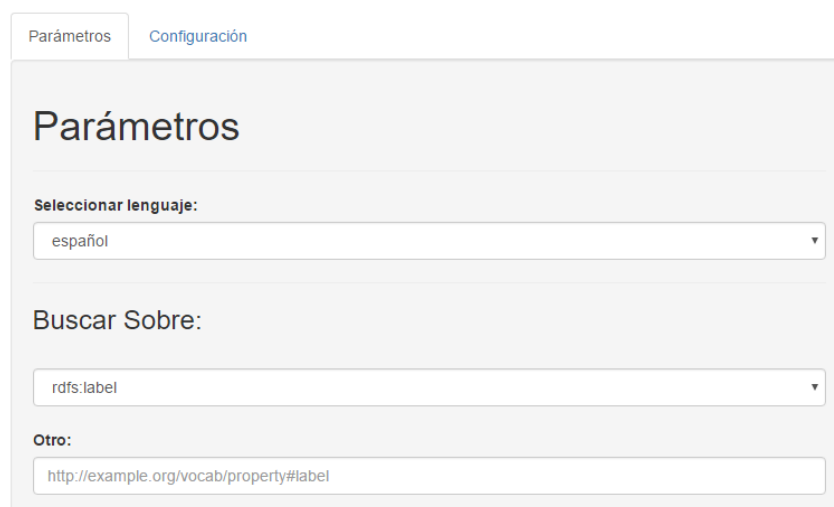 Parámetros Configuración
Parámetros
Seleccionar lenguaje:
español
Buscar Sobre:
rdfs:label
Otro:
http://example.org/vocab/property#label